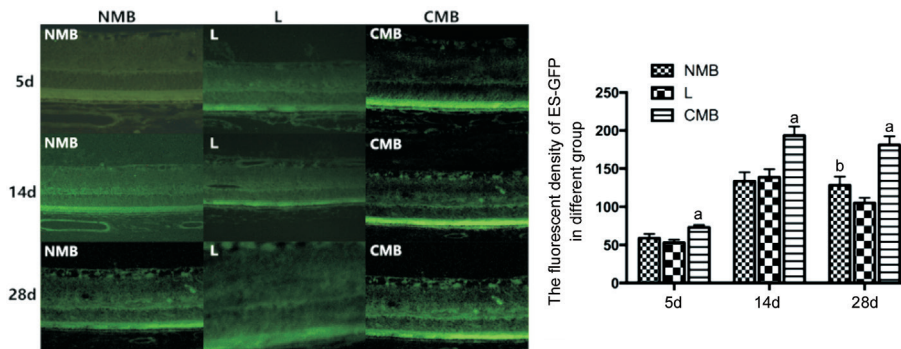 NMB L CMB
NMB L CMB
5d
NMB L CMB
14d
NMB L CMB
28d
The fluorescent density of ES-GFP
in different group
NMB
L
CMB
250
200
150
100
50
0
a
a
b
a
5d 14d 28d